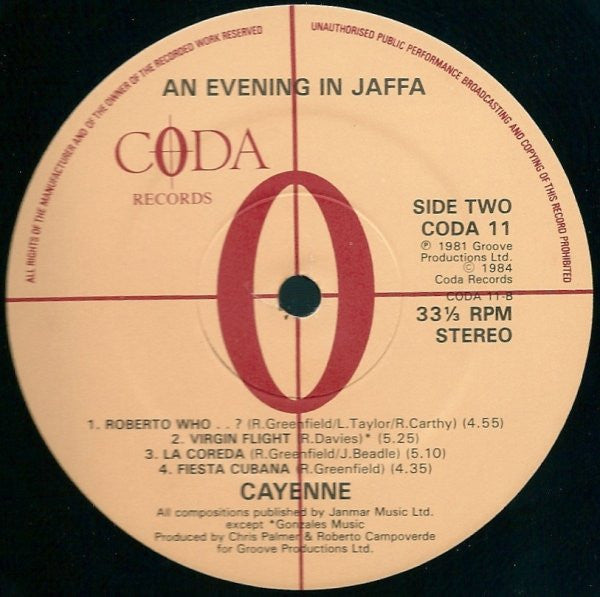 ALL RIGHTS OF THE MANUFACTURER AND OF THE OWNER OF THE RECORDED WORK RESERVED
UNAUTHORISED PUBLIC PERFORMANCE BROADCASTING AND COPYING OF THIS RECORD PROHIBITED
AN EVENING IN JAFFA
CODA
RECORDS
SIDE TWO
CODA 11
℗ 1981 Groove
Productions Ltd.
© 1984
Coda Records
CODA 11-B
33⅓ RPM
STEREO
1. ROBERTO WHO . . ? (R.Greenfield/L.Taylor/R.Carthy) (4.55)
2. VIRGIN FLIGHT (R.Davies)* (5.25)
3. LA COREDA (R.Greenfield/J.Beadle) (5.10)
4. FIESTA CUBANA (R.Greenfield) (4.35)
CAYENNE
All compositions published by Janmar Music Ltd.
except *Gonzales Music
Produced by Chris Palmer & Roberto Campoverde
for Groove Productions Ltd.